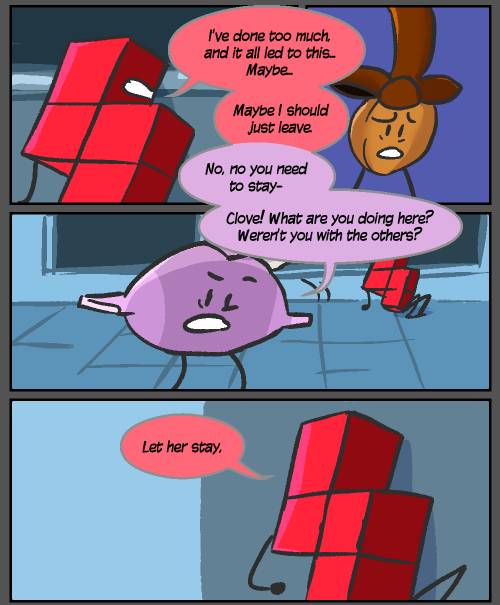 I've done too much,
and it all led to this...
Maybe...
Maybe I should
just leave.
No, no you need
to stay-
Clove! What are you doing here?
Weren't you with the others?
Let her stay,